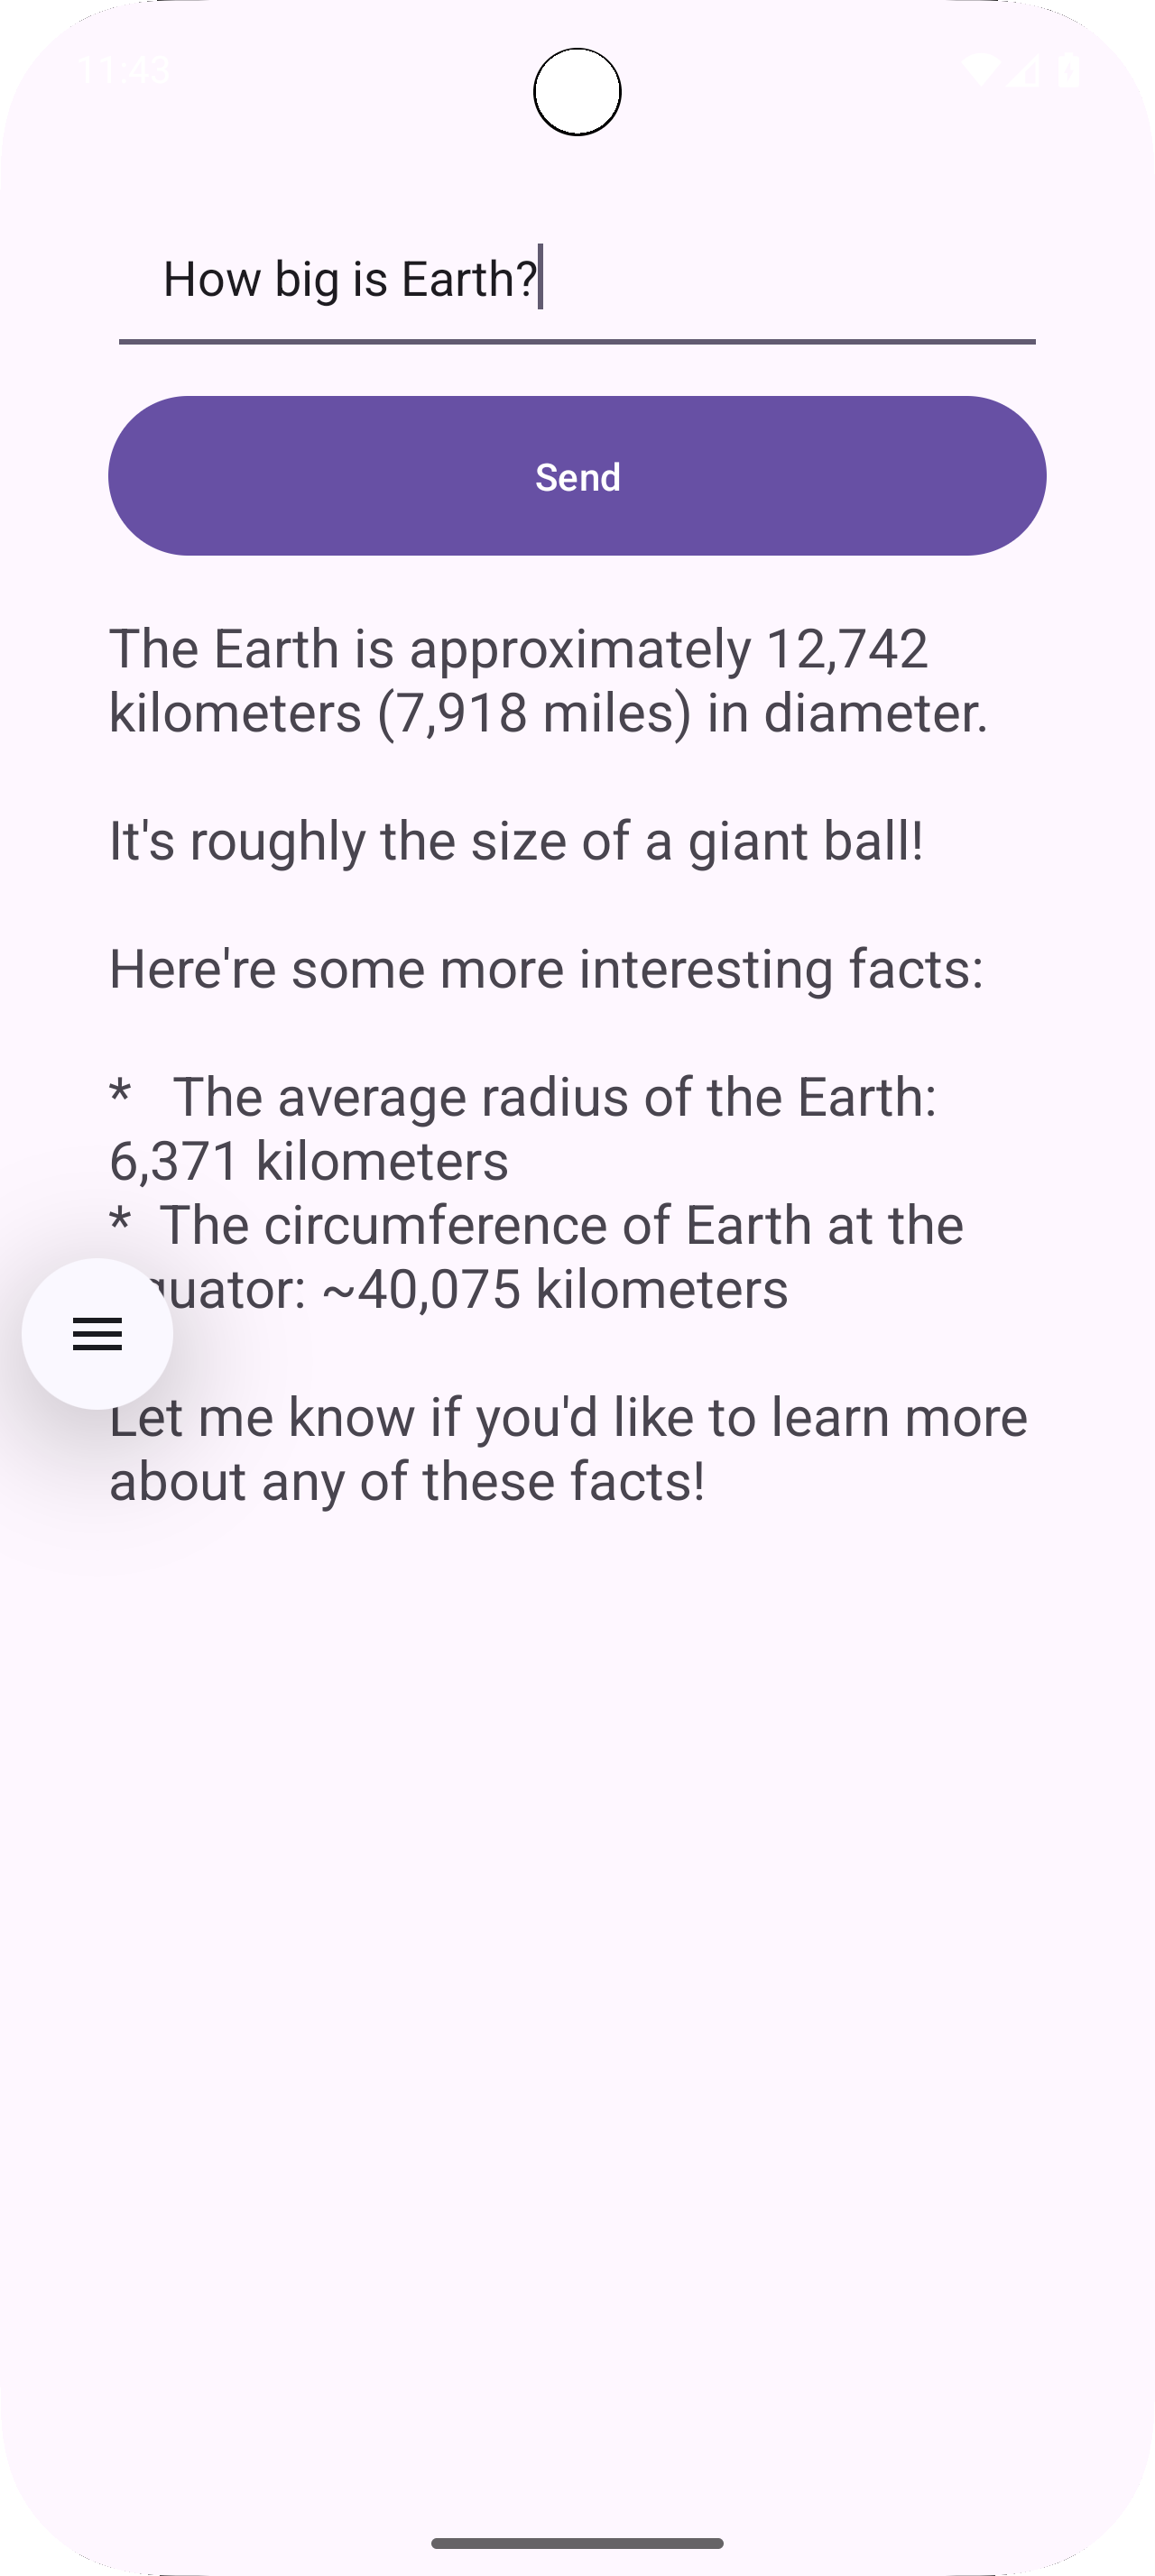 11:43
How big is Earth?
Send
The Earth is approximately 12,742
kilometers (7,918 miles) in diameter.
It's roughly the size of a giant ball!
Here're some more interesting facts:
* The average radius of the Earth:
6,371 kilometers
* The circumference of Earth at the
~40,075 kilometers
Let me know if you'd like to learn more
about any of these facts!